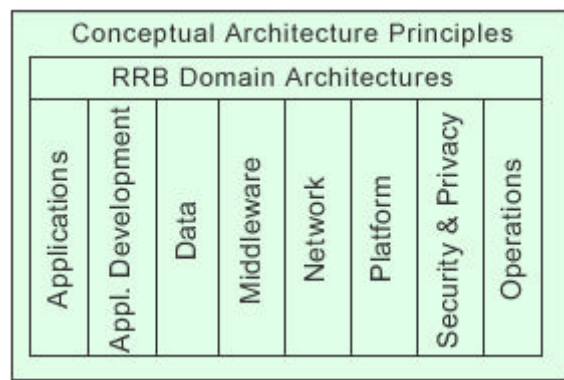 Conceptual Architecture Principles
RRB Domain Architectures
Applications
Appl. Development
Data
Middleware
Network
Platform
Security & Privacy
Operations